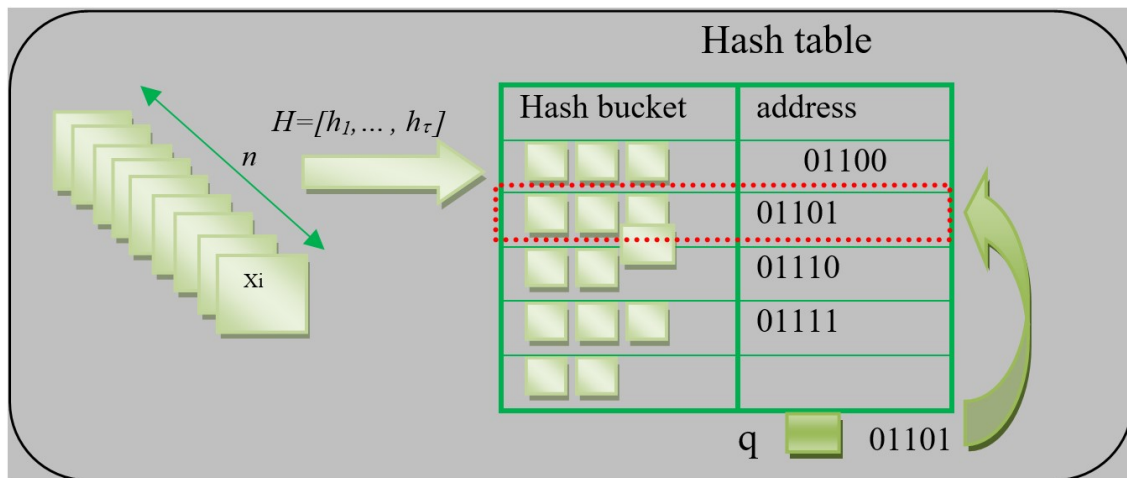 Hash table
H=[h1,… , hτ]
n
Xi
Hash bucket address
01100
01101
01110
01111
q 01101